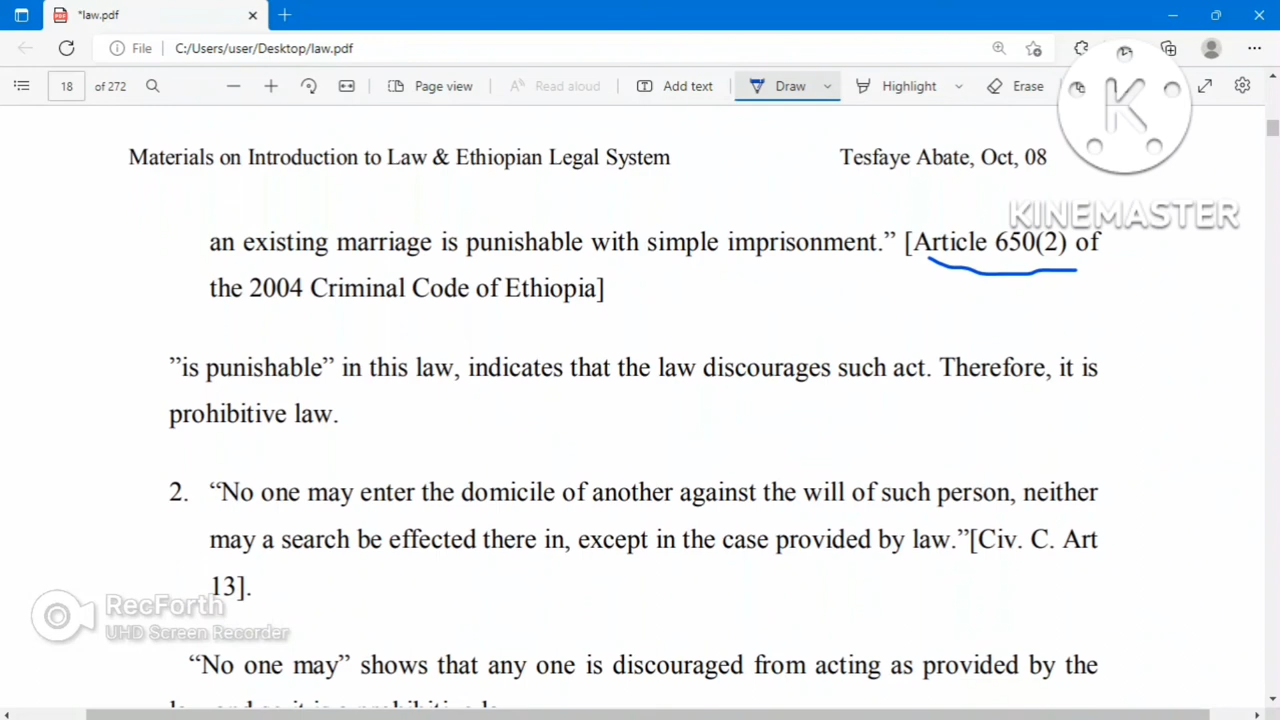 *law.pdf
File C:/Users/user/Desktop/law.pdf
18 of 272 Page view Read aloud Add text Draw Highlight Erase
Materials on Introduction to Law & Ethiopian Legal System Tesfaye Abate, Oct, 08
K
KINEMASTER
an existing marriage is punishable with simple imprisonment.” [Article 650(2) of
the 2004 Criminal Code of Ethiopia]
”is punishable” in this law, indicates that the law discourages such act. Therefore, it is
prohibitive law.
2. “No one may enter the domicile of another against the will of such person, neither
may a search be effected there in, except in the case provided by law.”[Civ. C. Art
13].
RecForth
UHD Screen Recorder
“No one may” shows that any one is discouraged from acting as provided by the